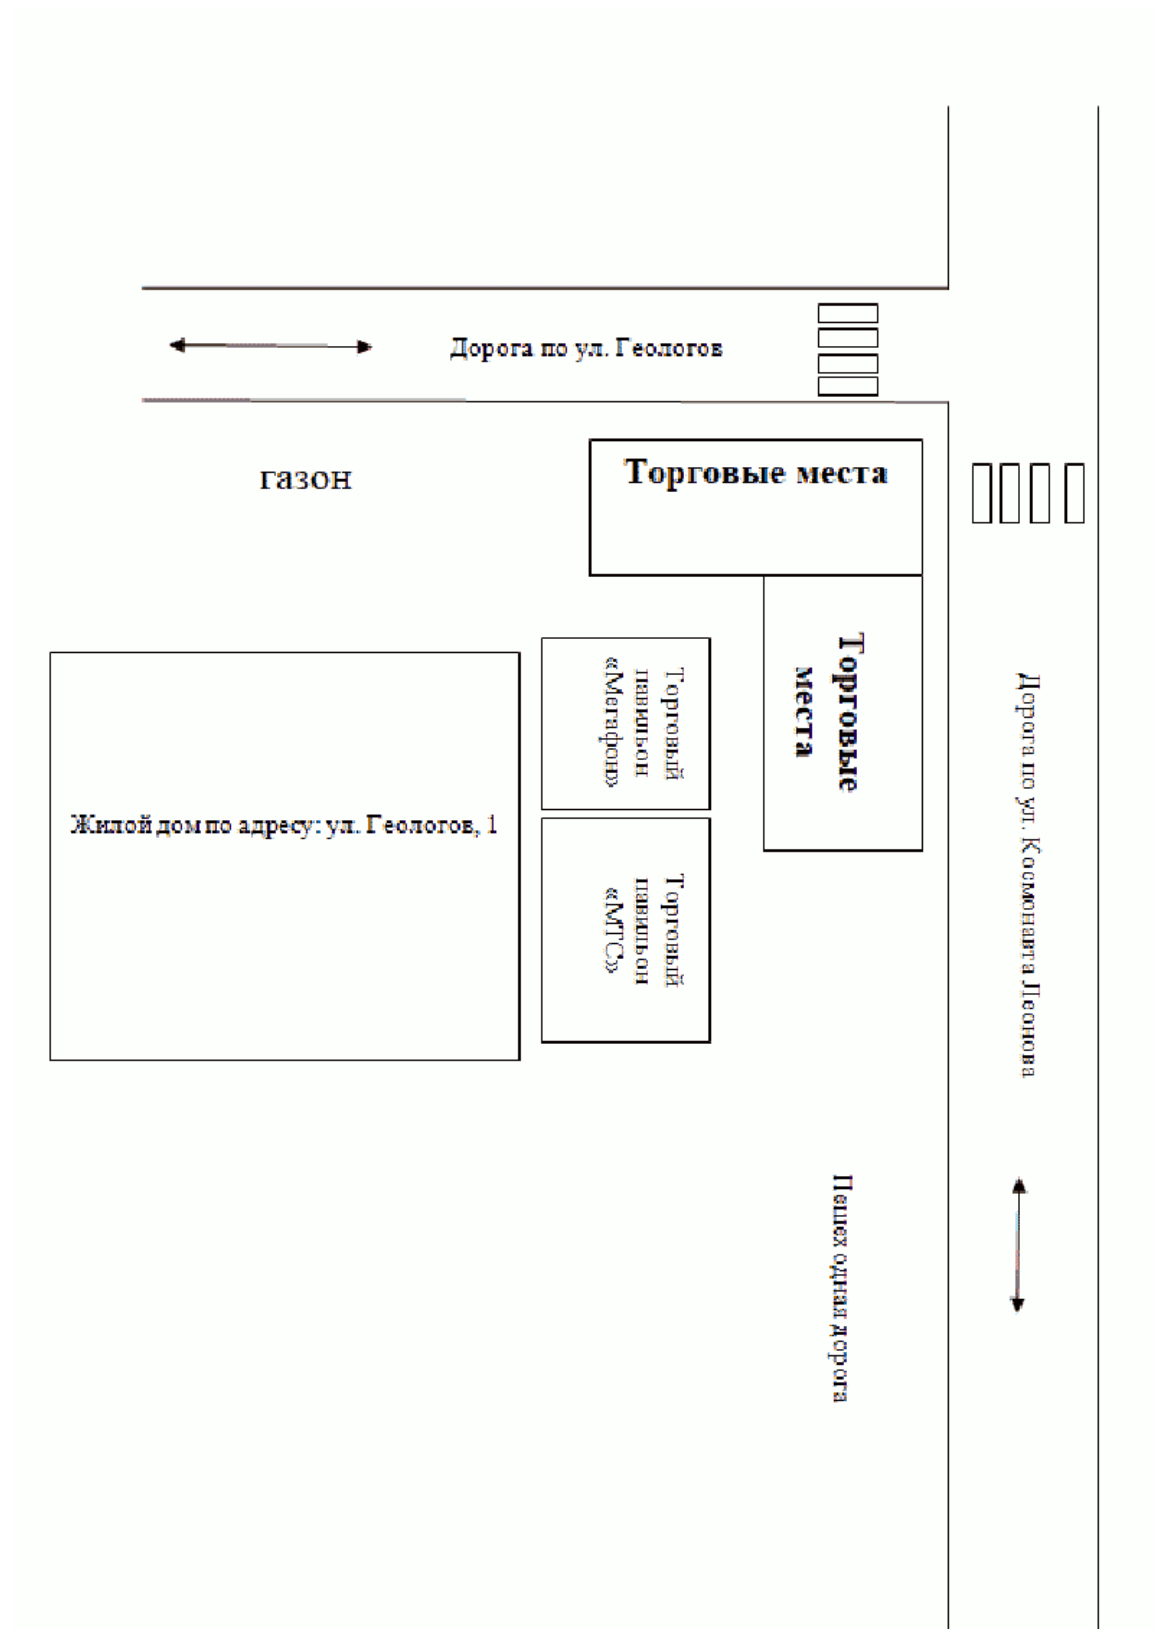 Дорога по ул. Геологов
газон
Торговые места
Торговые
места
Торговый
павильон
«Мегафон»
Жилой дом по адресу: ул. Геологов, 1
Торговый
павильон
«МТС»
Дорога по ул. Космонавта Леонова
Пешеходная дорога